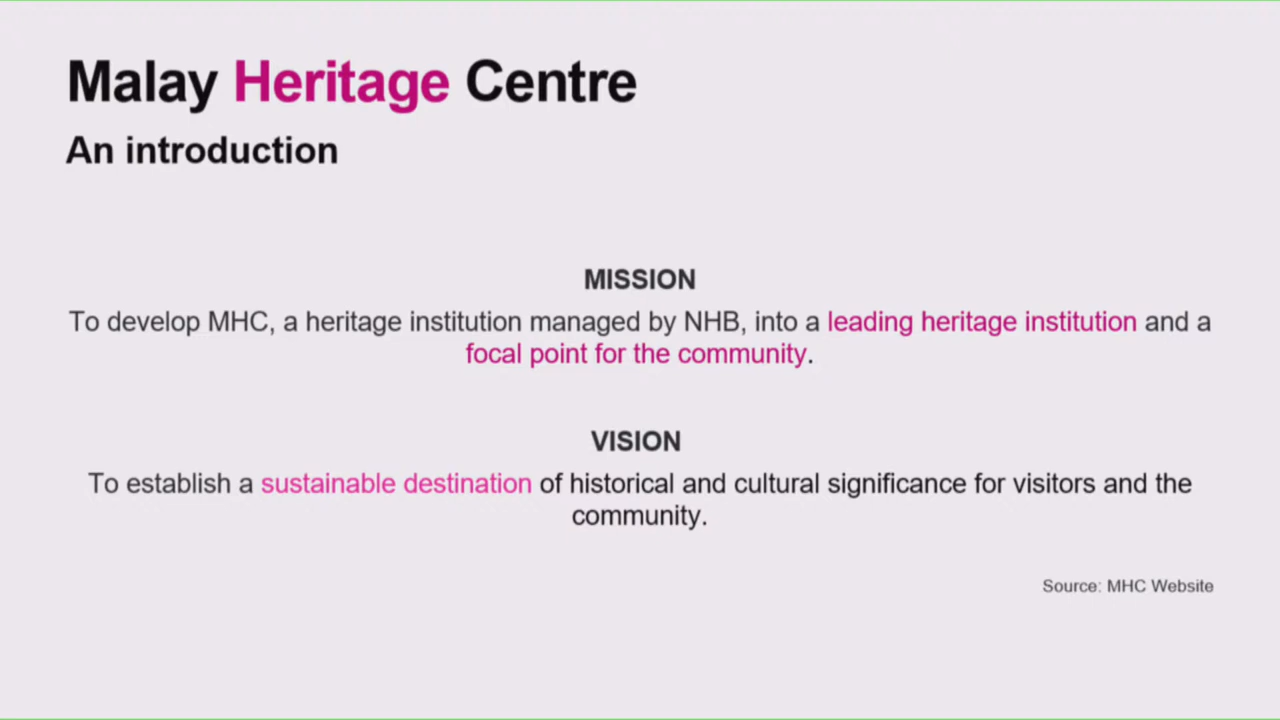 Malay Heritage Centre
An introduction
MISSION
To develop MHC, a heritage institution managed by NHB, into a leading heritage institution and a
focal point for the community.
VISION
To establish a sustainable destination of historical and cultural significance for visitors and the
community.
Source: MHC Website